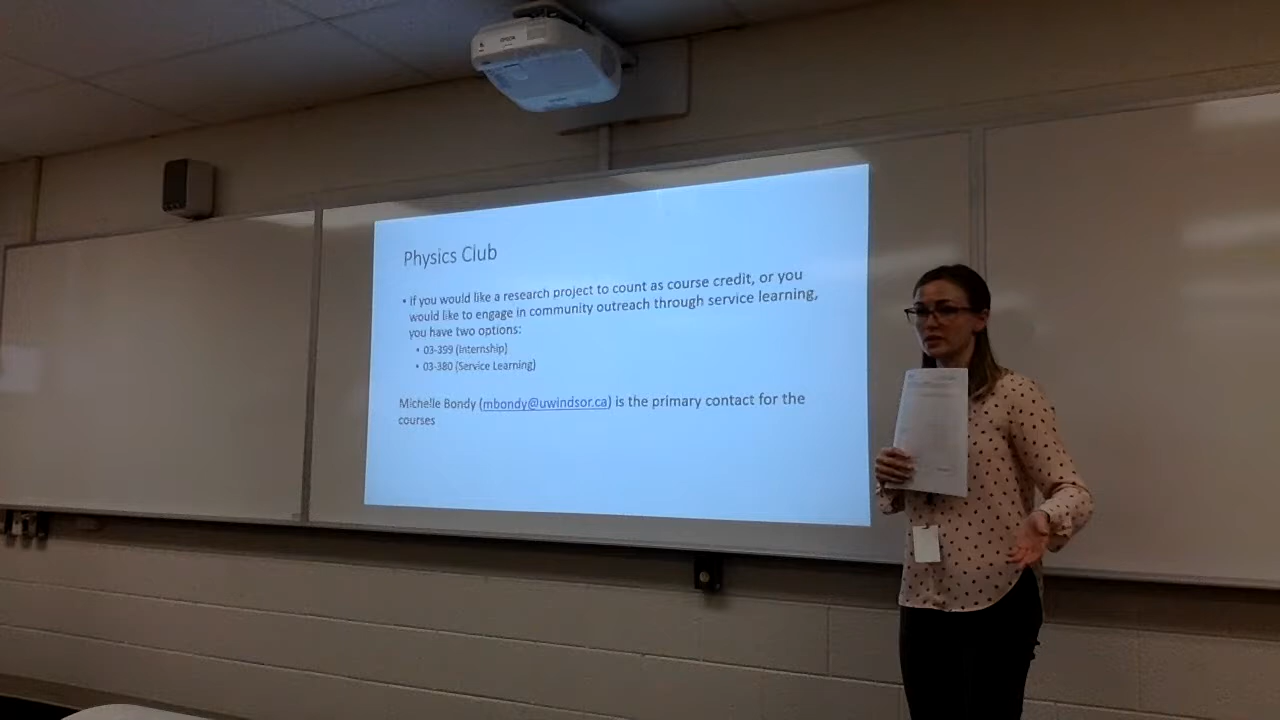 EPSON
Physics Club
• If you would like a research project to count as course credit, or you
would like to engage in community outreach through service learning,
you have two options:
• 03-399 (Internship)
• 03-380 (Service Learning)
Michelle Bondy (mbondy@uwindsor.ca) is the primary contact for the
courses